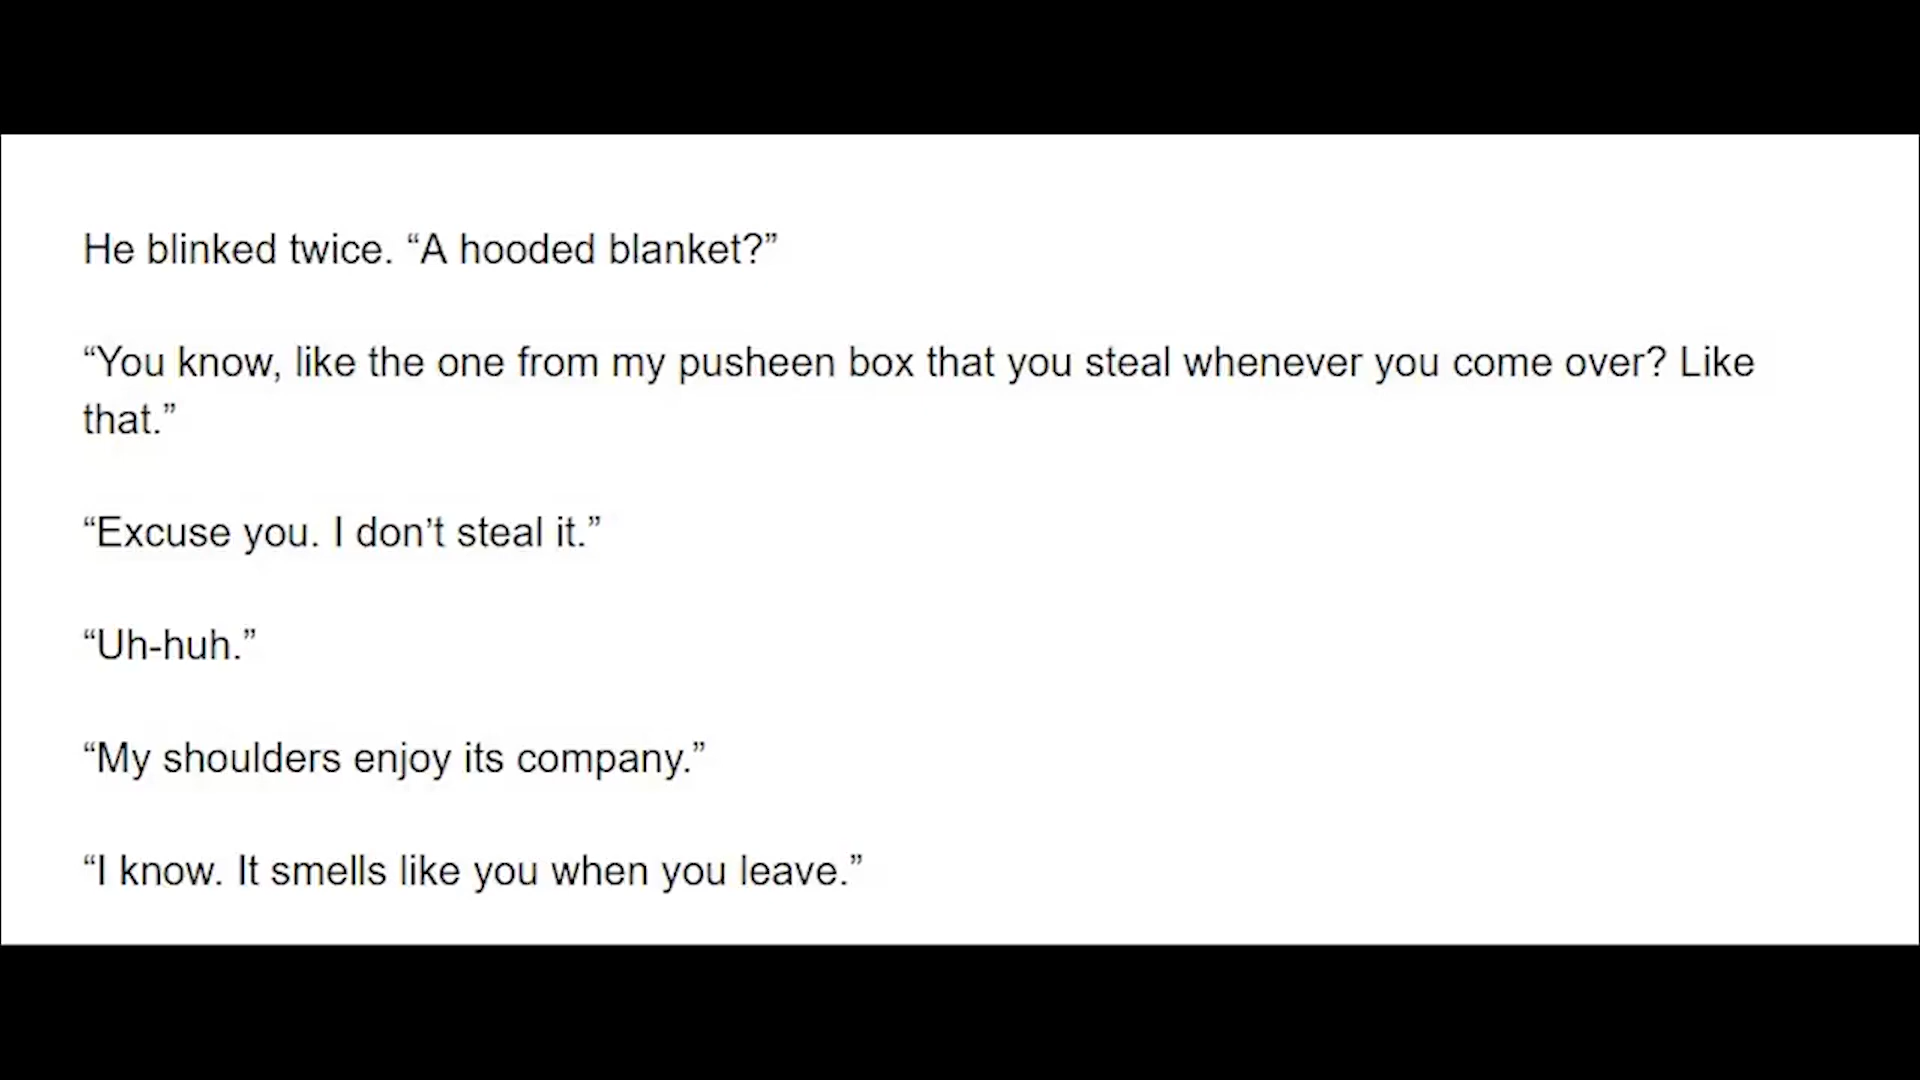 He blinked twice. “A hooded blanket?”
“You know, like the one from my pusheen box that you steal whenever you come over? Like
that.”
“Excuse you. I don’t steal it.”
“Uh-huh.”
“My shoulders enjoy its company.”
“I know. It smells like you when you leave.”